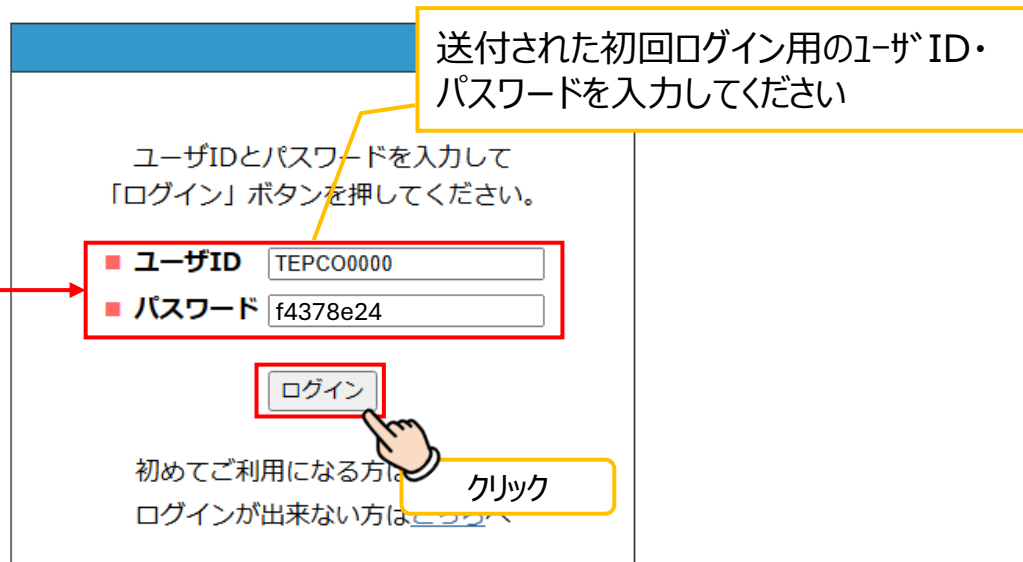 送付された初回ログイン用のﾕｰｻﾞID・
パスワードを入力してください
ユーザIDとパスワードを入力して
「ログイン」ボタンを押してください。
■ ユーザID TEPCO0000
■ パスワード f4378e24
ログイン
初めてご利用になる方は
クリック
ログインが出来ない方はこちらへ